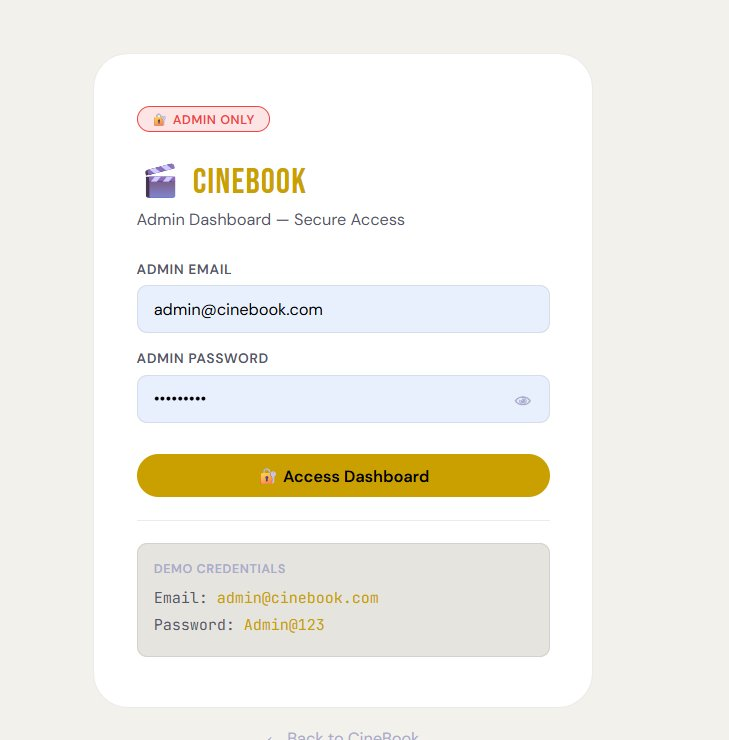 ADMIN ONLY
CINEBOOK
Admin Dashboard — Secure Access
ADMIN EMAIL
admin@cinebook.com
ADMIN PASSWORD
•••••••••
Access Dashboard
DEMO CREDENTIALS
Email: admin@cinebook.com
Password: Admin@123
← Back to CineBook